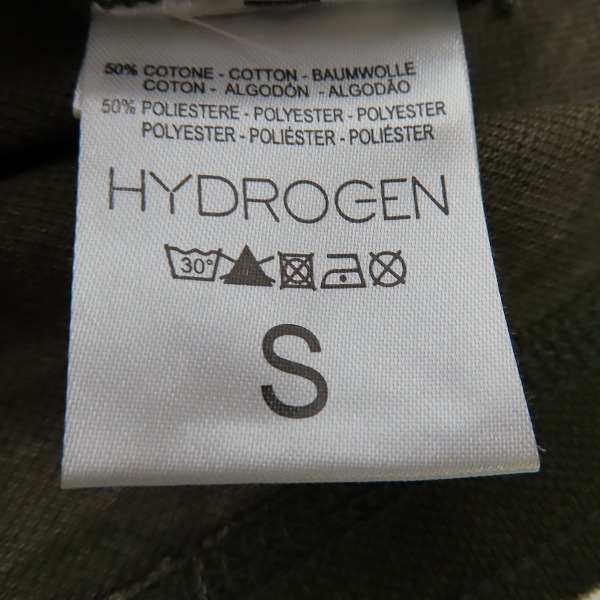 50% COTONE - COTTON - BAUMWOLLE
COTON - ALGODÓN - ALGODÃO
50% POLIESTERE - POLYESTER - POLYESTER
POLYESTER - POLIÉSTER - POLIÉSTER
HYDROGEN
30°
S